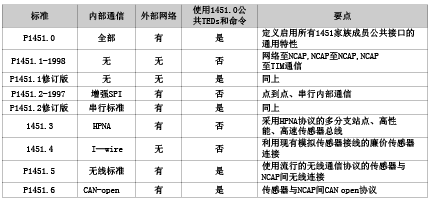 标准 内部通信 外部网络 使用1451.0公共TEDs和命令 要点
P1451.0 全部 有 是 定义启用所有1451家族成员公共接口的通用特性
P1451.1-1998 无 无 否 网络至NCAP,NCAP至NCAP,NCAP至TIM通信
P1451.1修订版 无 无 是 同上
P1451.2-1997 增强SPI 有 否 点到点、串行内部通信
P1451.2修订版 串行标准 有 是 同上
1451.3 HPNA 有 否 采用HPNA协议的多分支站点、高性能、高速传感器总线
1451.4 I—wire 无 否 利用现有模拟传感器接线的廉价传感器连接
P1451.5 无线标准 有 是 使用流行的无线通信协议的传感器与NCAP间无线连接
P1451.6 CAN-open 有 是 传感器与NCAP间CAN open协议